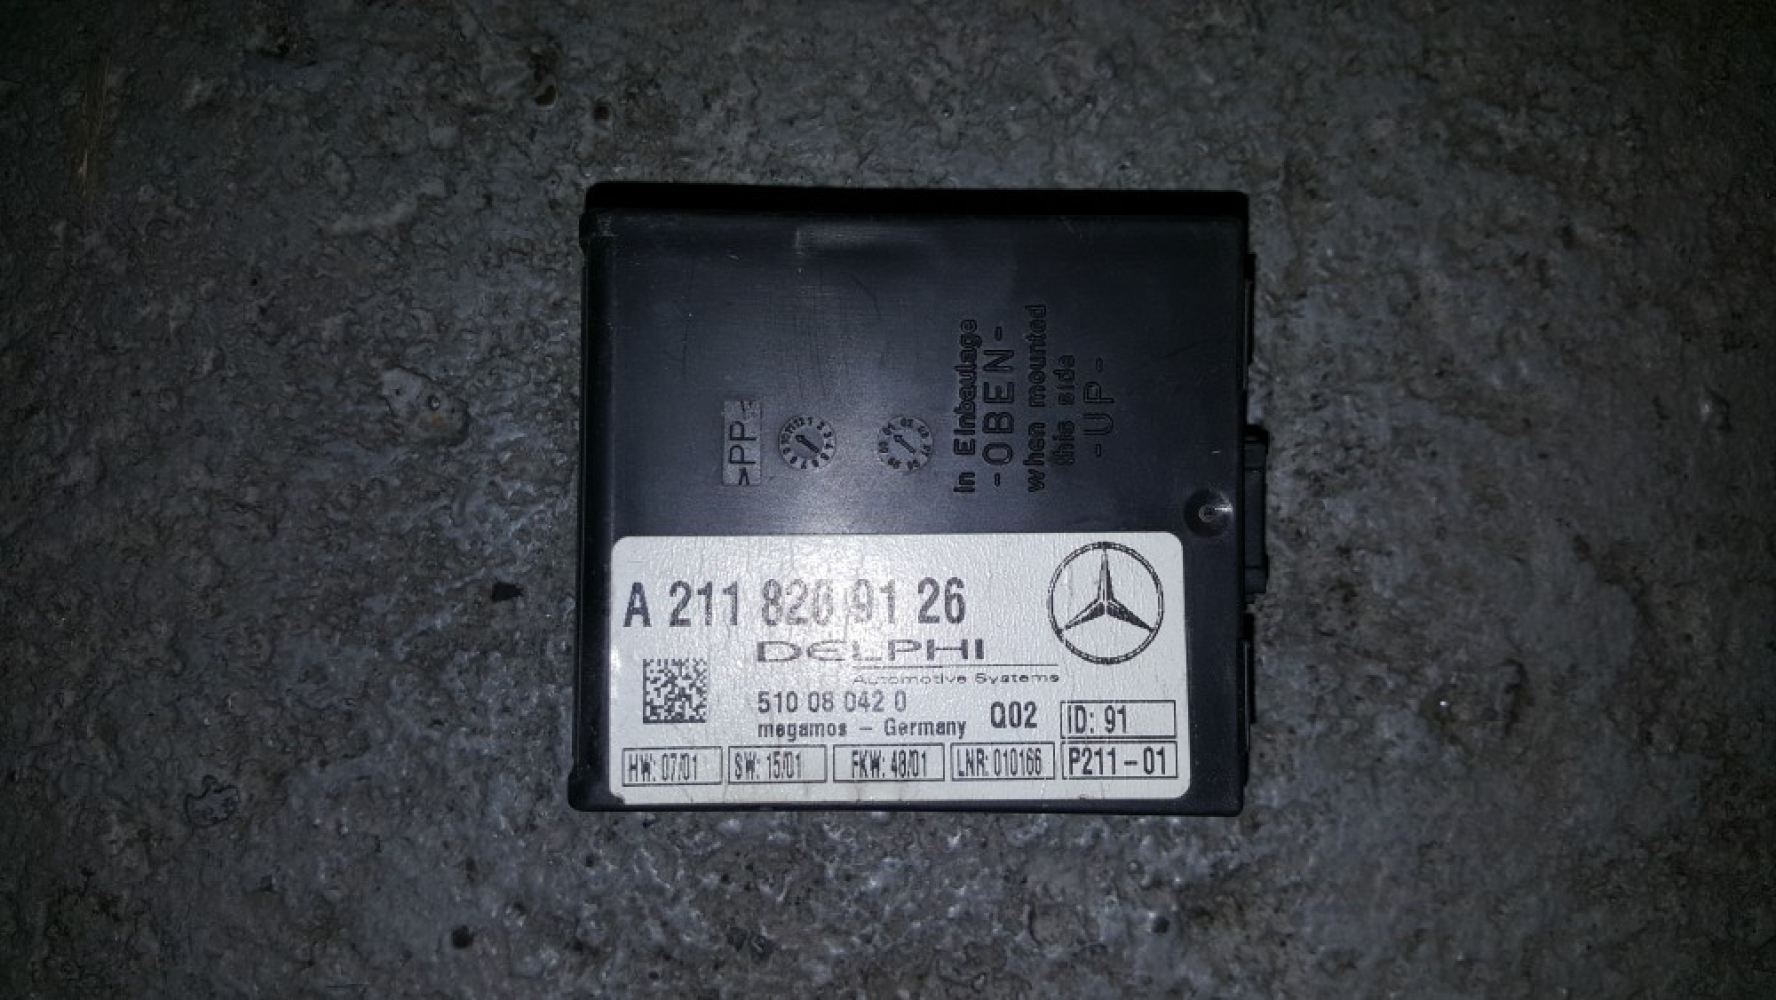 in Einbaulage
-OBEN-
when mounted
this side
-UP-
>PP<
A 211 820 91 26
DELPHI
Automotive Systems
510 08 042 0
megamos - Germany
Q02
ID: 91
HW: 07/01
SW: 15/01
FKW: 48/01
LNR: 010166
P211-01